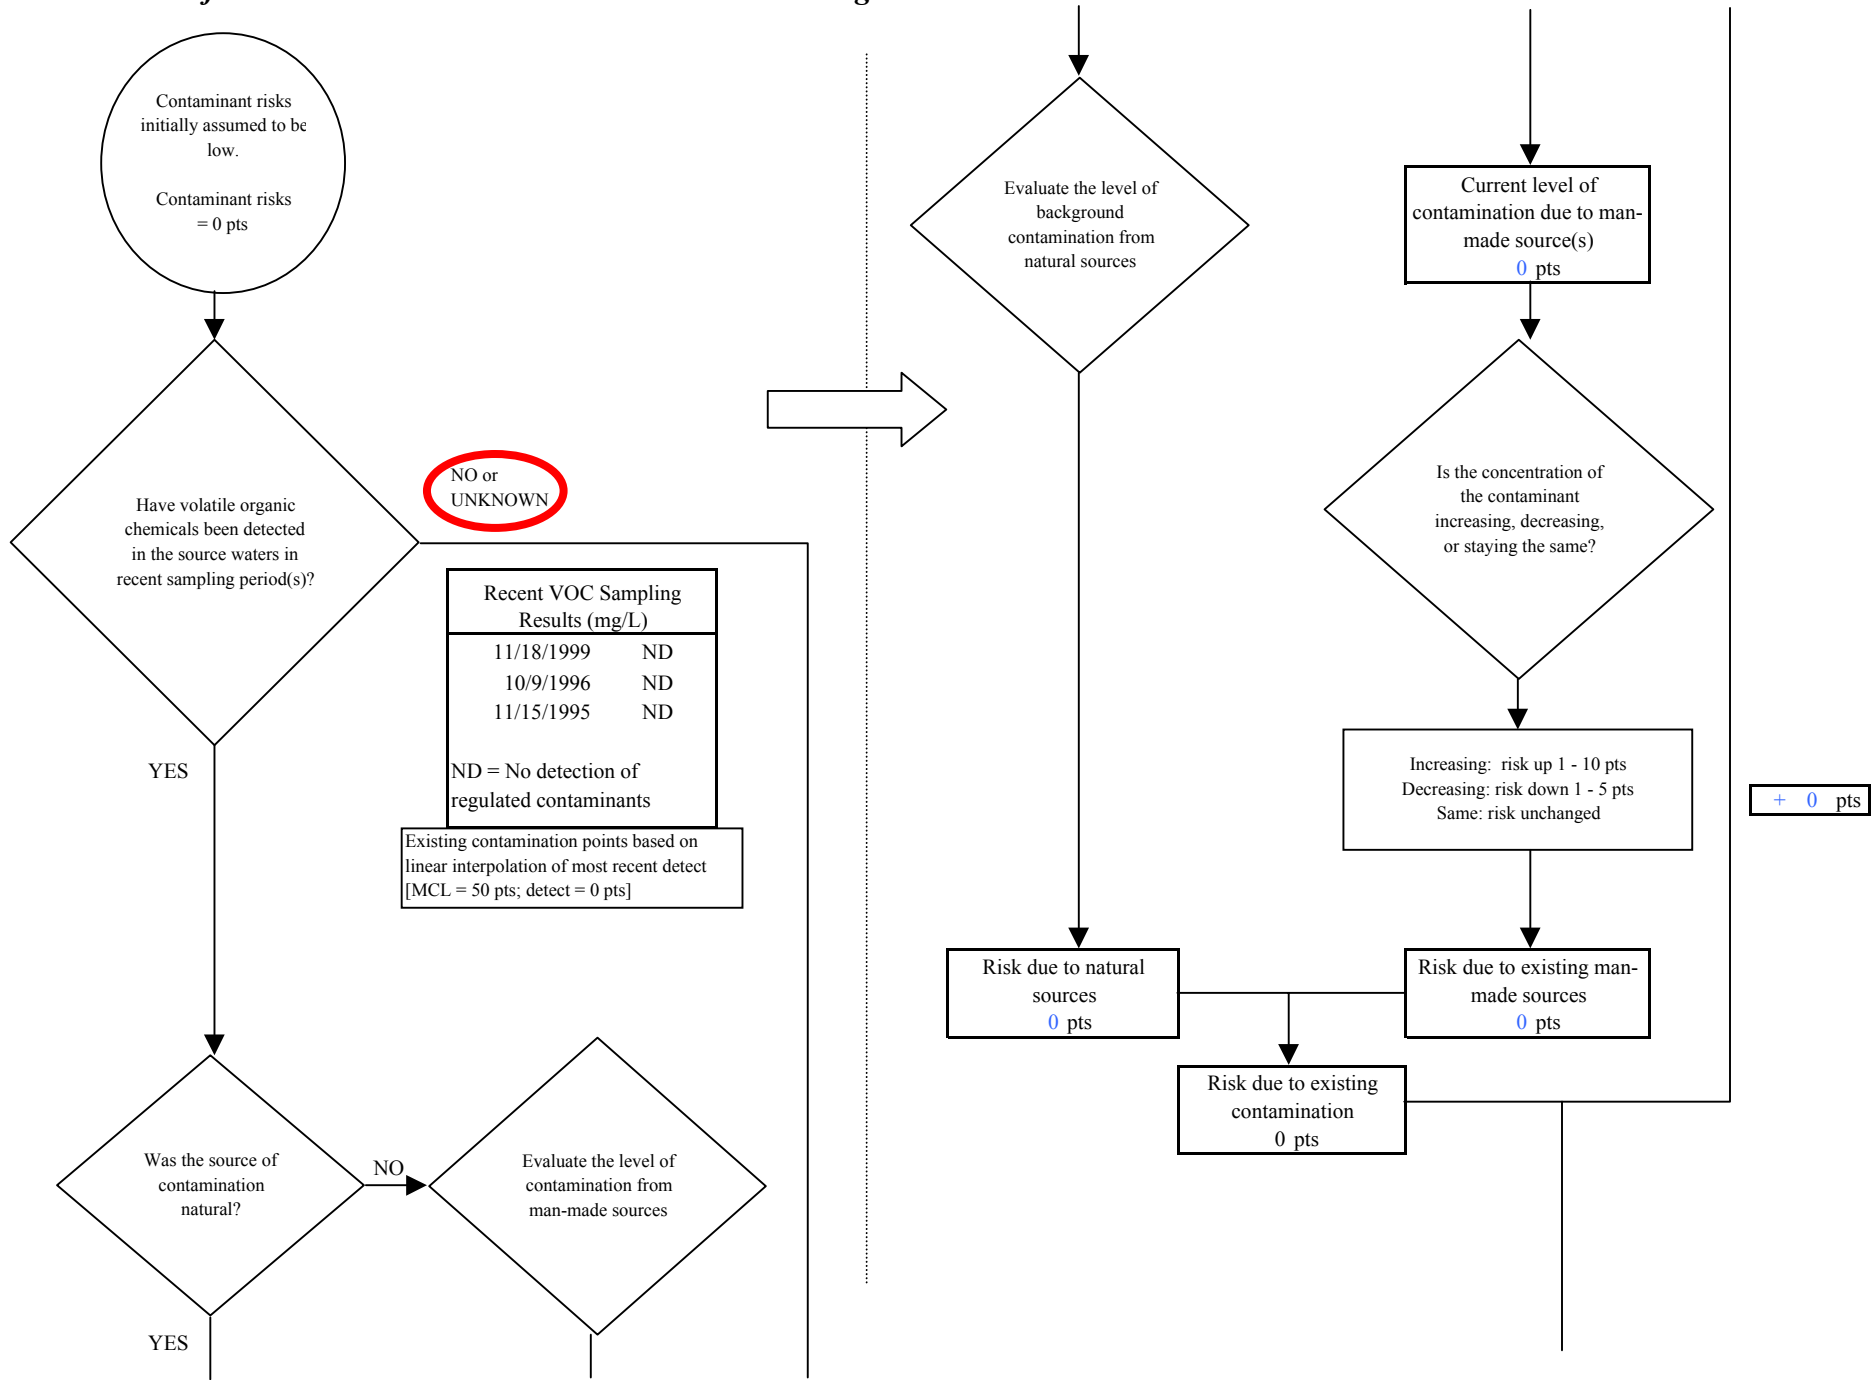 Contaminant risks
initially assumed to be
low.
Contaminant risks
= 0 pts
Have volatile organic
chemicals been detected
in the source waters in
recent sampling period(s)?
NO or
UNKNOWN
Recent VOC Sampling
Results (mg/L)
11/18/1999 ND
10/9/1996 ND
11/15/1995 ND
ND = No detection of
regulated contaminants
Existing contamination points based on
linear interpolation of most recent detect
[MCL = 50 pts; detect = 0 pts]
YES
Was the source of
contamination
natural?
NO
Evaluate the level of
contamination from
man-made sources
YES
Evaluate the level of
background
contamination from
natural sources
Current level of
contamination due to man-
made source(s)
0 pts
Is the concentration of
the contaminant
increasing, decreasing,
or staying the same?
Increasing: risk up 1 - 10 pts
Decreasing: risk down 1 - 5 pts
Same: risk unchanged
+ 0 pts
Risk due to natural
sources
0 pts
Risk due to existing man-
made sources
0 pts
Risk due to existing
contamination
0 pts